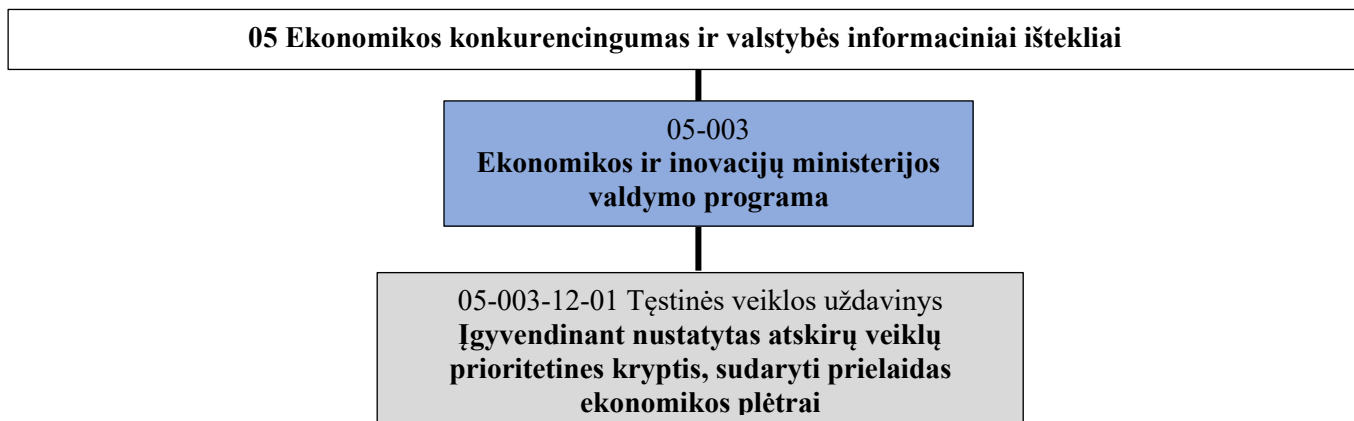 05 Ekonomikos konkurencingumas ir valstybės informaciniai ištekliai
05-003
Ekonomikos ir inovacijų ministerijos
valdymo programa
05-003-12-01 Tęstinės veiklos uždavinys
Įgyvendinant nustatytas atskirų veiklų
prioritetines kryptis, sudaryti prielaidas
ekonomikos plėtrai